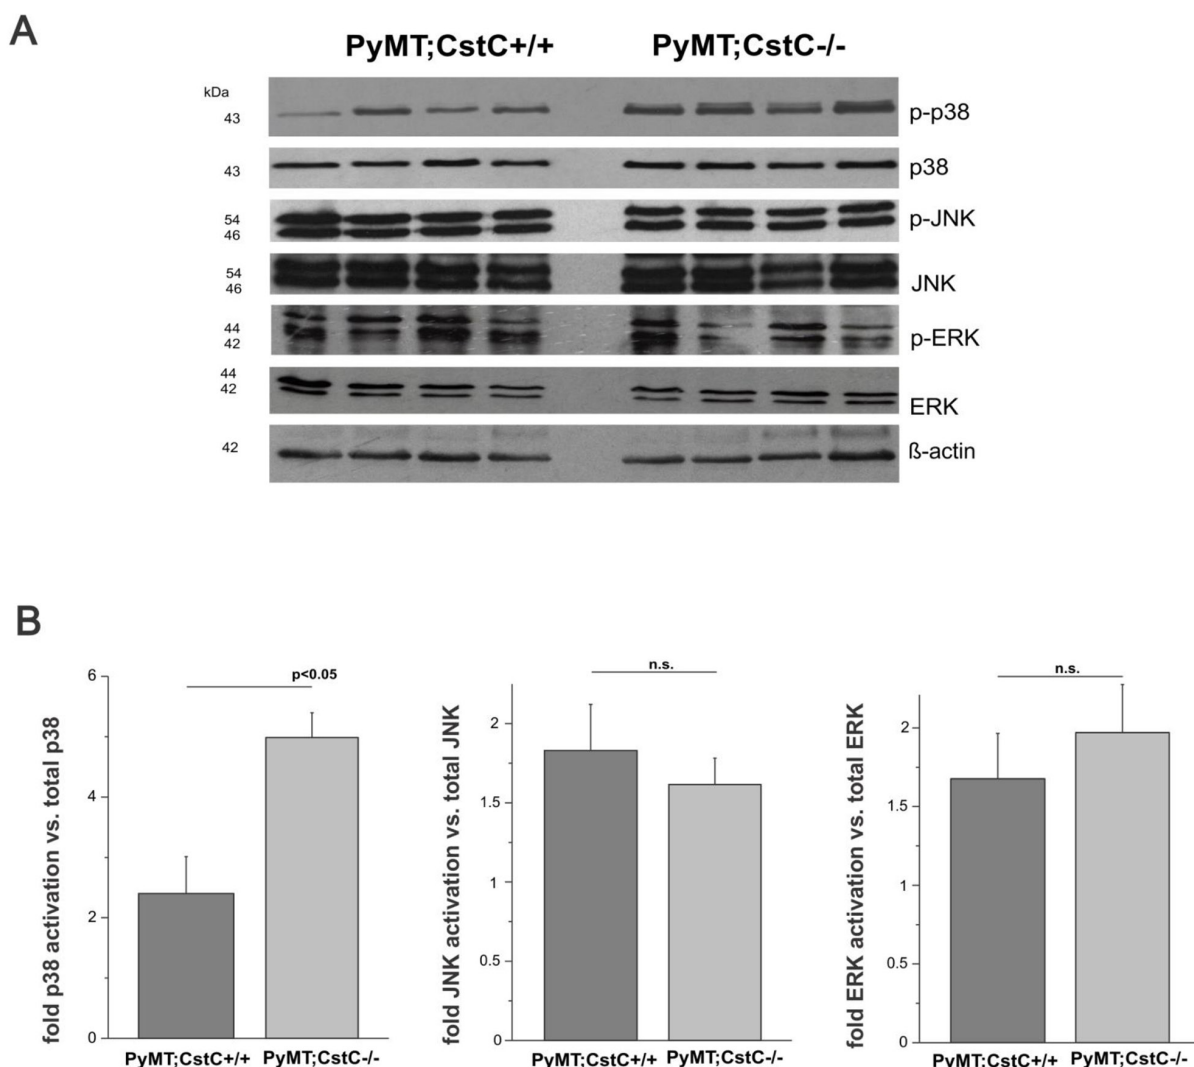 A
PyMT;CstC+/+ PyMT;CstC-/-
kDa
43 p-p38
43 p38
54 p-JNK
46
54 JNK
46
44 p-ERK
42
44
42 ERK
42 ß-actin
B
fold p38 activation vs. total p38
6
4
2
0
p<0.05
PyMT;CstC+/+ PyMT;CstC-/-
fold JNK activation vs. total JNK
2
1.5
1
0.5
0
n.s.
PyMT;CstC+/+ PyMT;CstC-/-
fold ERK activation vs. total ERK
2
1.5
1
0.5
0
n.s.
PyMT;CstC+/+ PyMT;CstC-/-